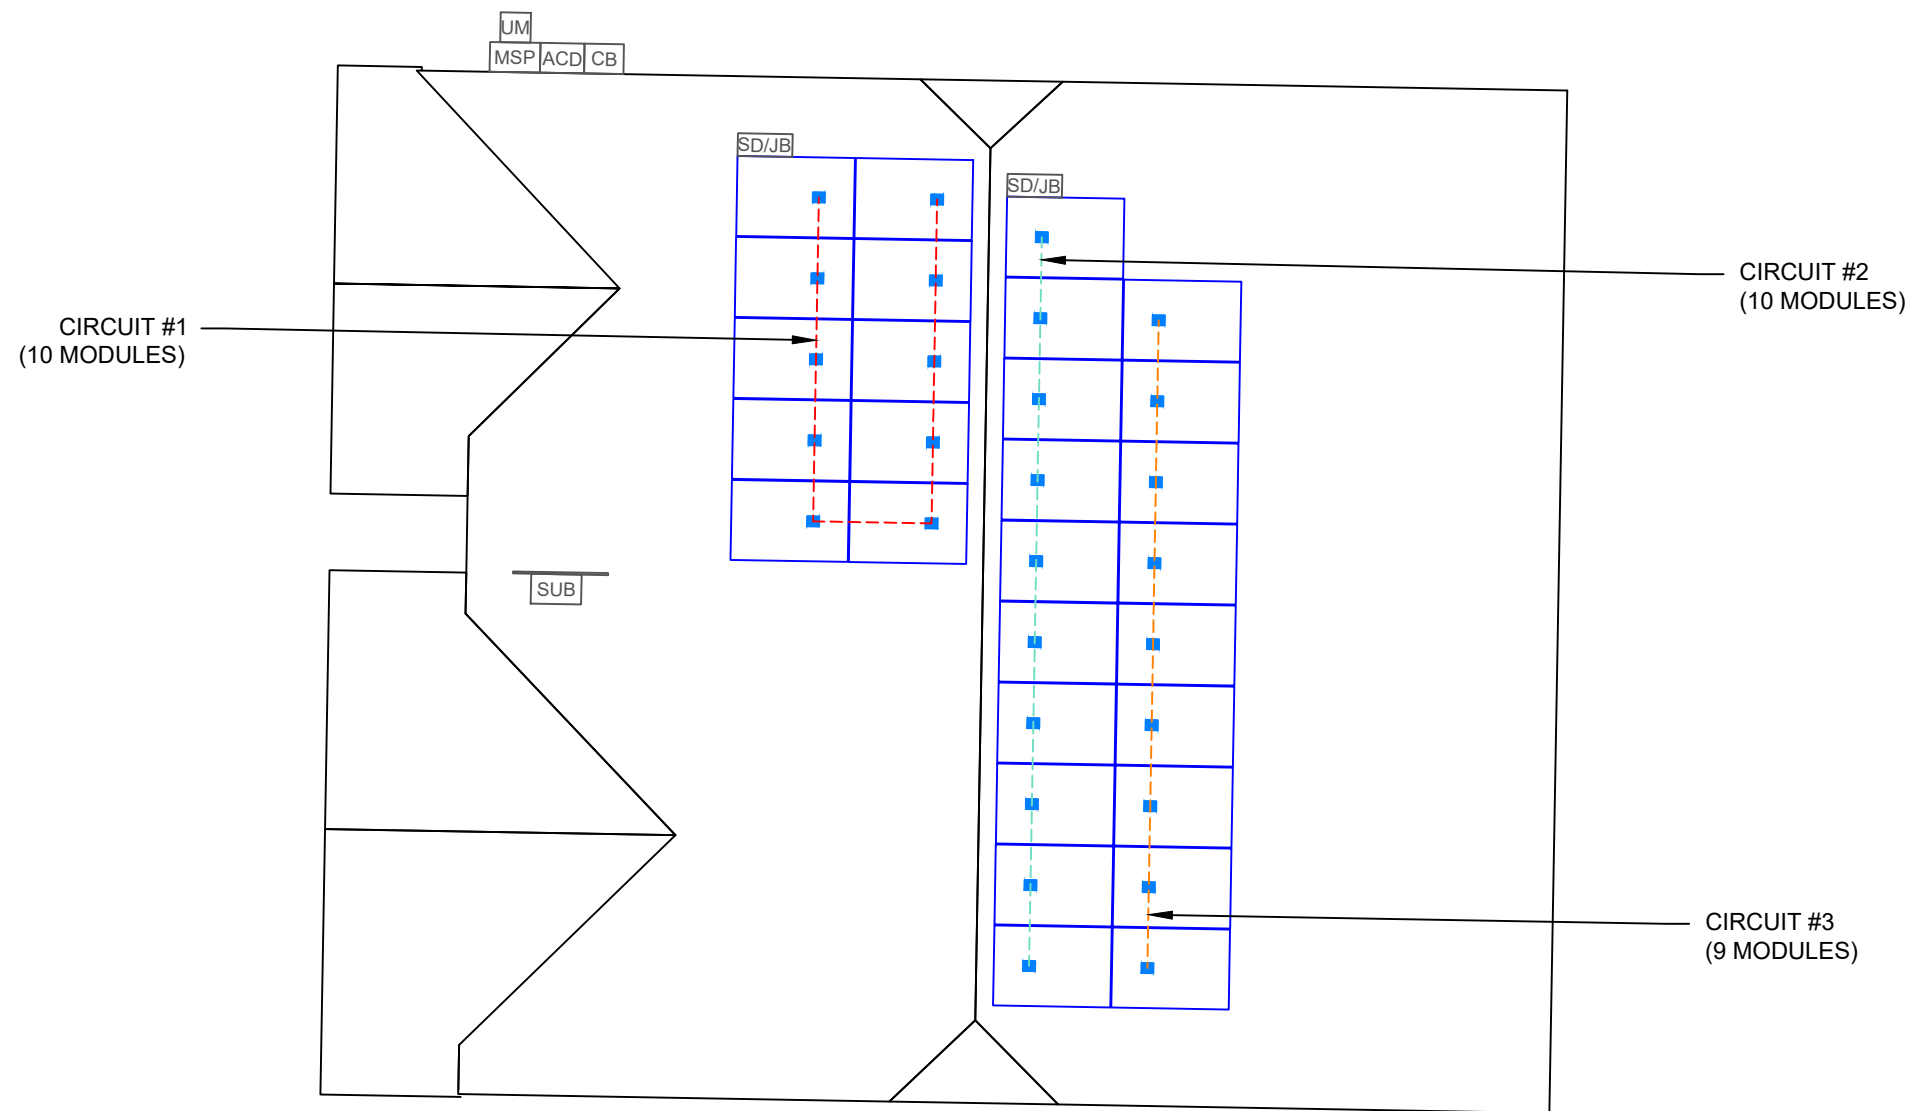 UM
MSP ACD CB
SD/JB
SD/JB
CIRCUIT #2
(10 MODULES)
CIRCUIT #1
(10 MODULES)
SUB
CIRCUIT #3
(9 MODULES)